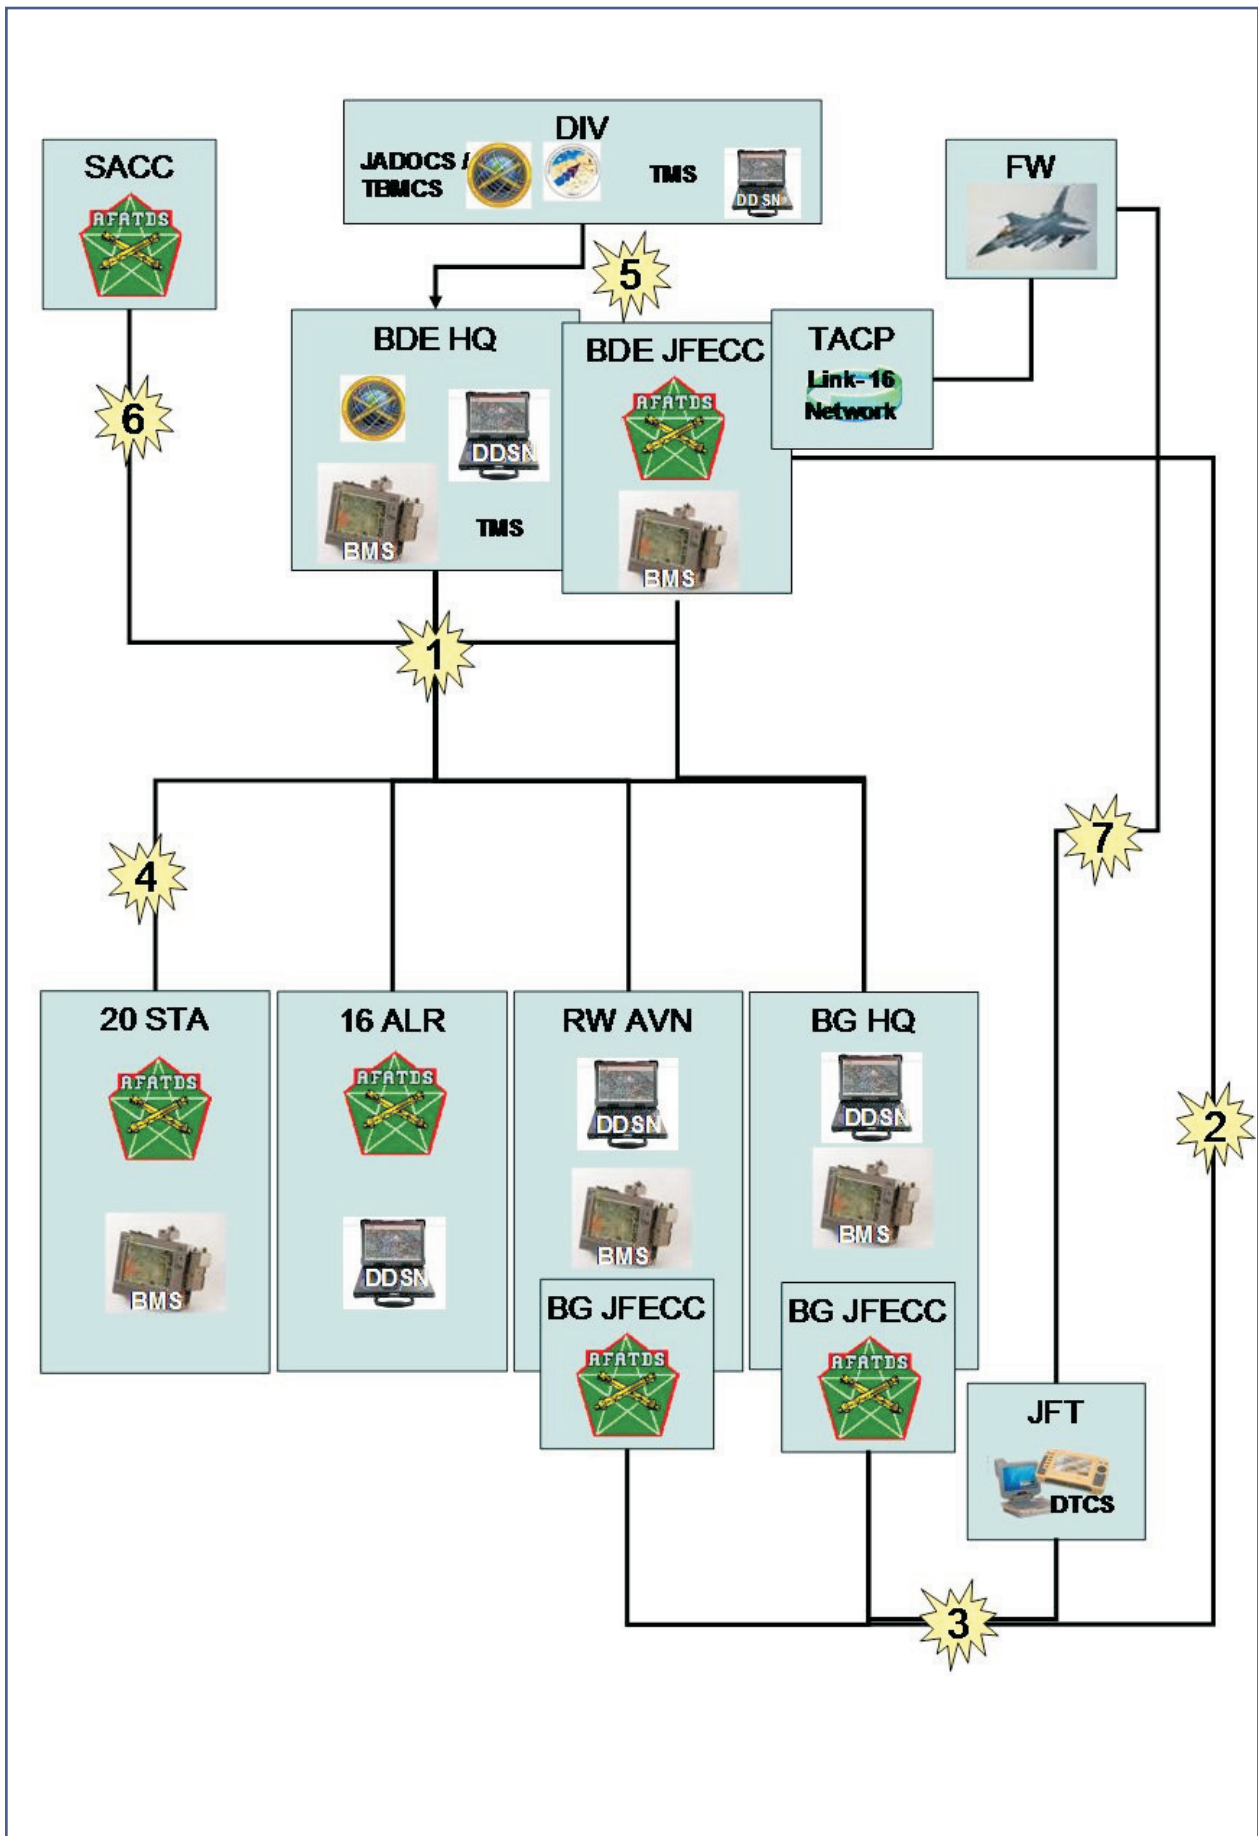 DIV
JADOCS /
TBMCS
TMS
DDSN
SACC
AFATDS
FW
5
BDE HQ
DDSN
BMS
TMS
BDE JFECC
AFATDS
BMS
TACP
Link-16
Network
6
1
4
7
2
20 STA
AFATDS
BMS
16 ALR
AFATDS
DDSN
RW AVN
DDSN
BMS
BG JFECC
AFATDS
BG HQ
DDSN
BMS
BG JFECC
AFATDS
JFT
DTCS
3